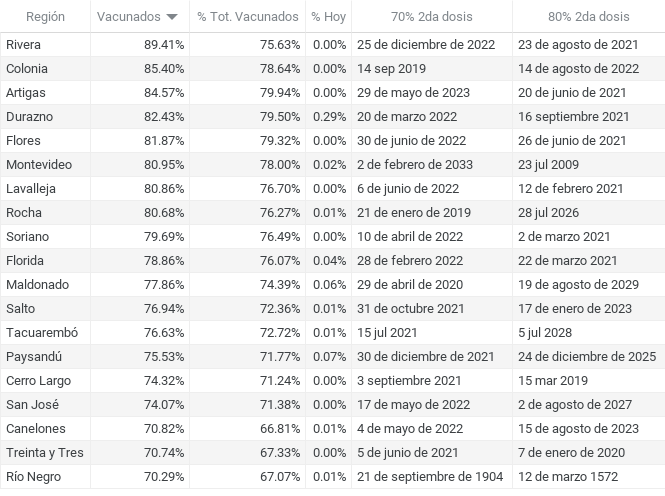 Región Vacunados % Tot. Vacunados % Hoy 70% 2da dosis 80% 2da dosis
Rivera 89.41% 75.63% 0.00% 25 de diciembre de 2022 23 de agosto de 2021
Colonia 85.40% 78.64% 0.00% 14 sep 2019 14 de agosto de 2022
Artigas 84.57% 79.94% 0.00% 29 de mayo de 2023 20 de junio de 2021
Durazno 82.43% 79.50% 0.29% 20 de marzo de 2022 16 septiembre 2021
Flores 81.87% 79.32% 0.00% 30 de junio de 2022 26 de junio de 2021
Montevideo 80.95% 78.00% 0.02% 2 de febrero de 2033 23 jul 2009
Lavalleja 80.86% 76.70% 0.00% 6 de junio de 2022 12 de febrero 2021
Rocha 80.68% 76.27% 0.01% 21 de enero de 2019 28 jul 2026
Soriano 79.69% 76.49% 0.00% 10 de abril de 2022 2 de marzo 2021
Florida 78.86% 76.07% 0.04% 28 de febrero 2022 22 de marzo 2021
Maldonado 77.86% 74.39% 0.06% 29 de abril de 2020 19 de agosto de 2029
Salto 76.94% 72.36% 0.01% 31 de octubre 2021 17 de enero de 2023
Tacuarembó 76.63% 72.72% 0.01% 15 jul 2021 5 jul 2028
Paysandú 75.53% 71.77% 0.07% 30 de diciembre de 2021 24 de diciembre de 2025
Cerro Largo 74.32% 71.24% 0.00% 3 septiembre 2021 15 mar 2019
San José 74.07% 71.38% 0.00% 17 de mayo de 2022 2 de agosto de 2027
Canelones 70.82% 66.81% 0.01% 4 de mayo de 2022 15 de agosto de 2023
Treinta y Tres 70.74% 67.33% 0.00% 5 de junio de 2021 7 de enero de 2020
Río Negro 70.29% 67.07% 0.01% 21 de septiembre de 1904 12 de marzo 1572